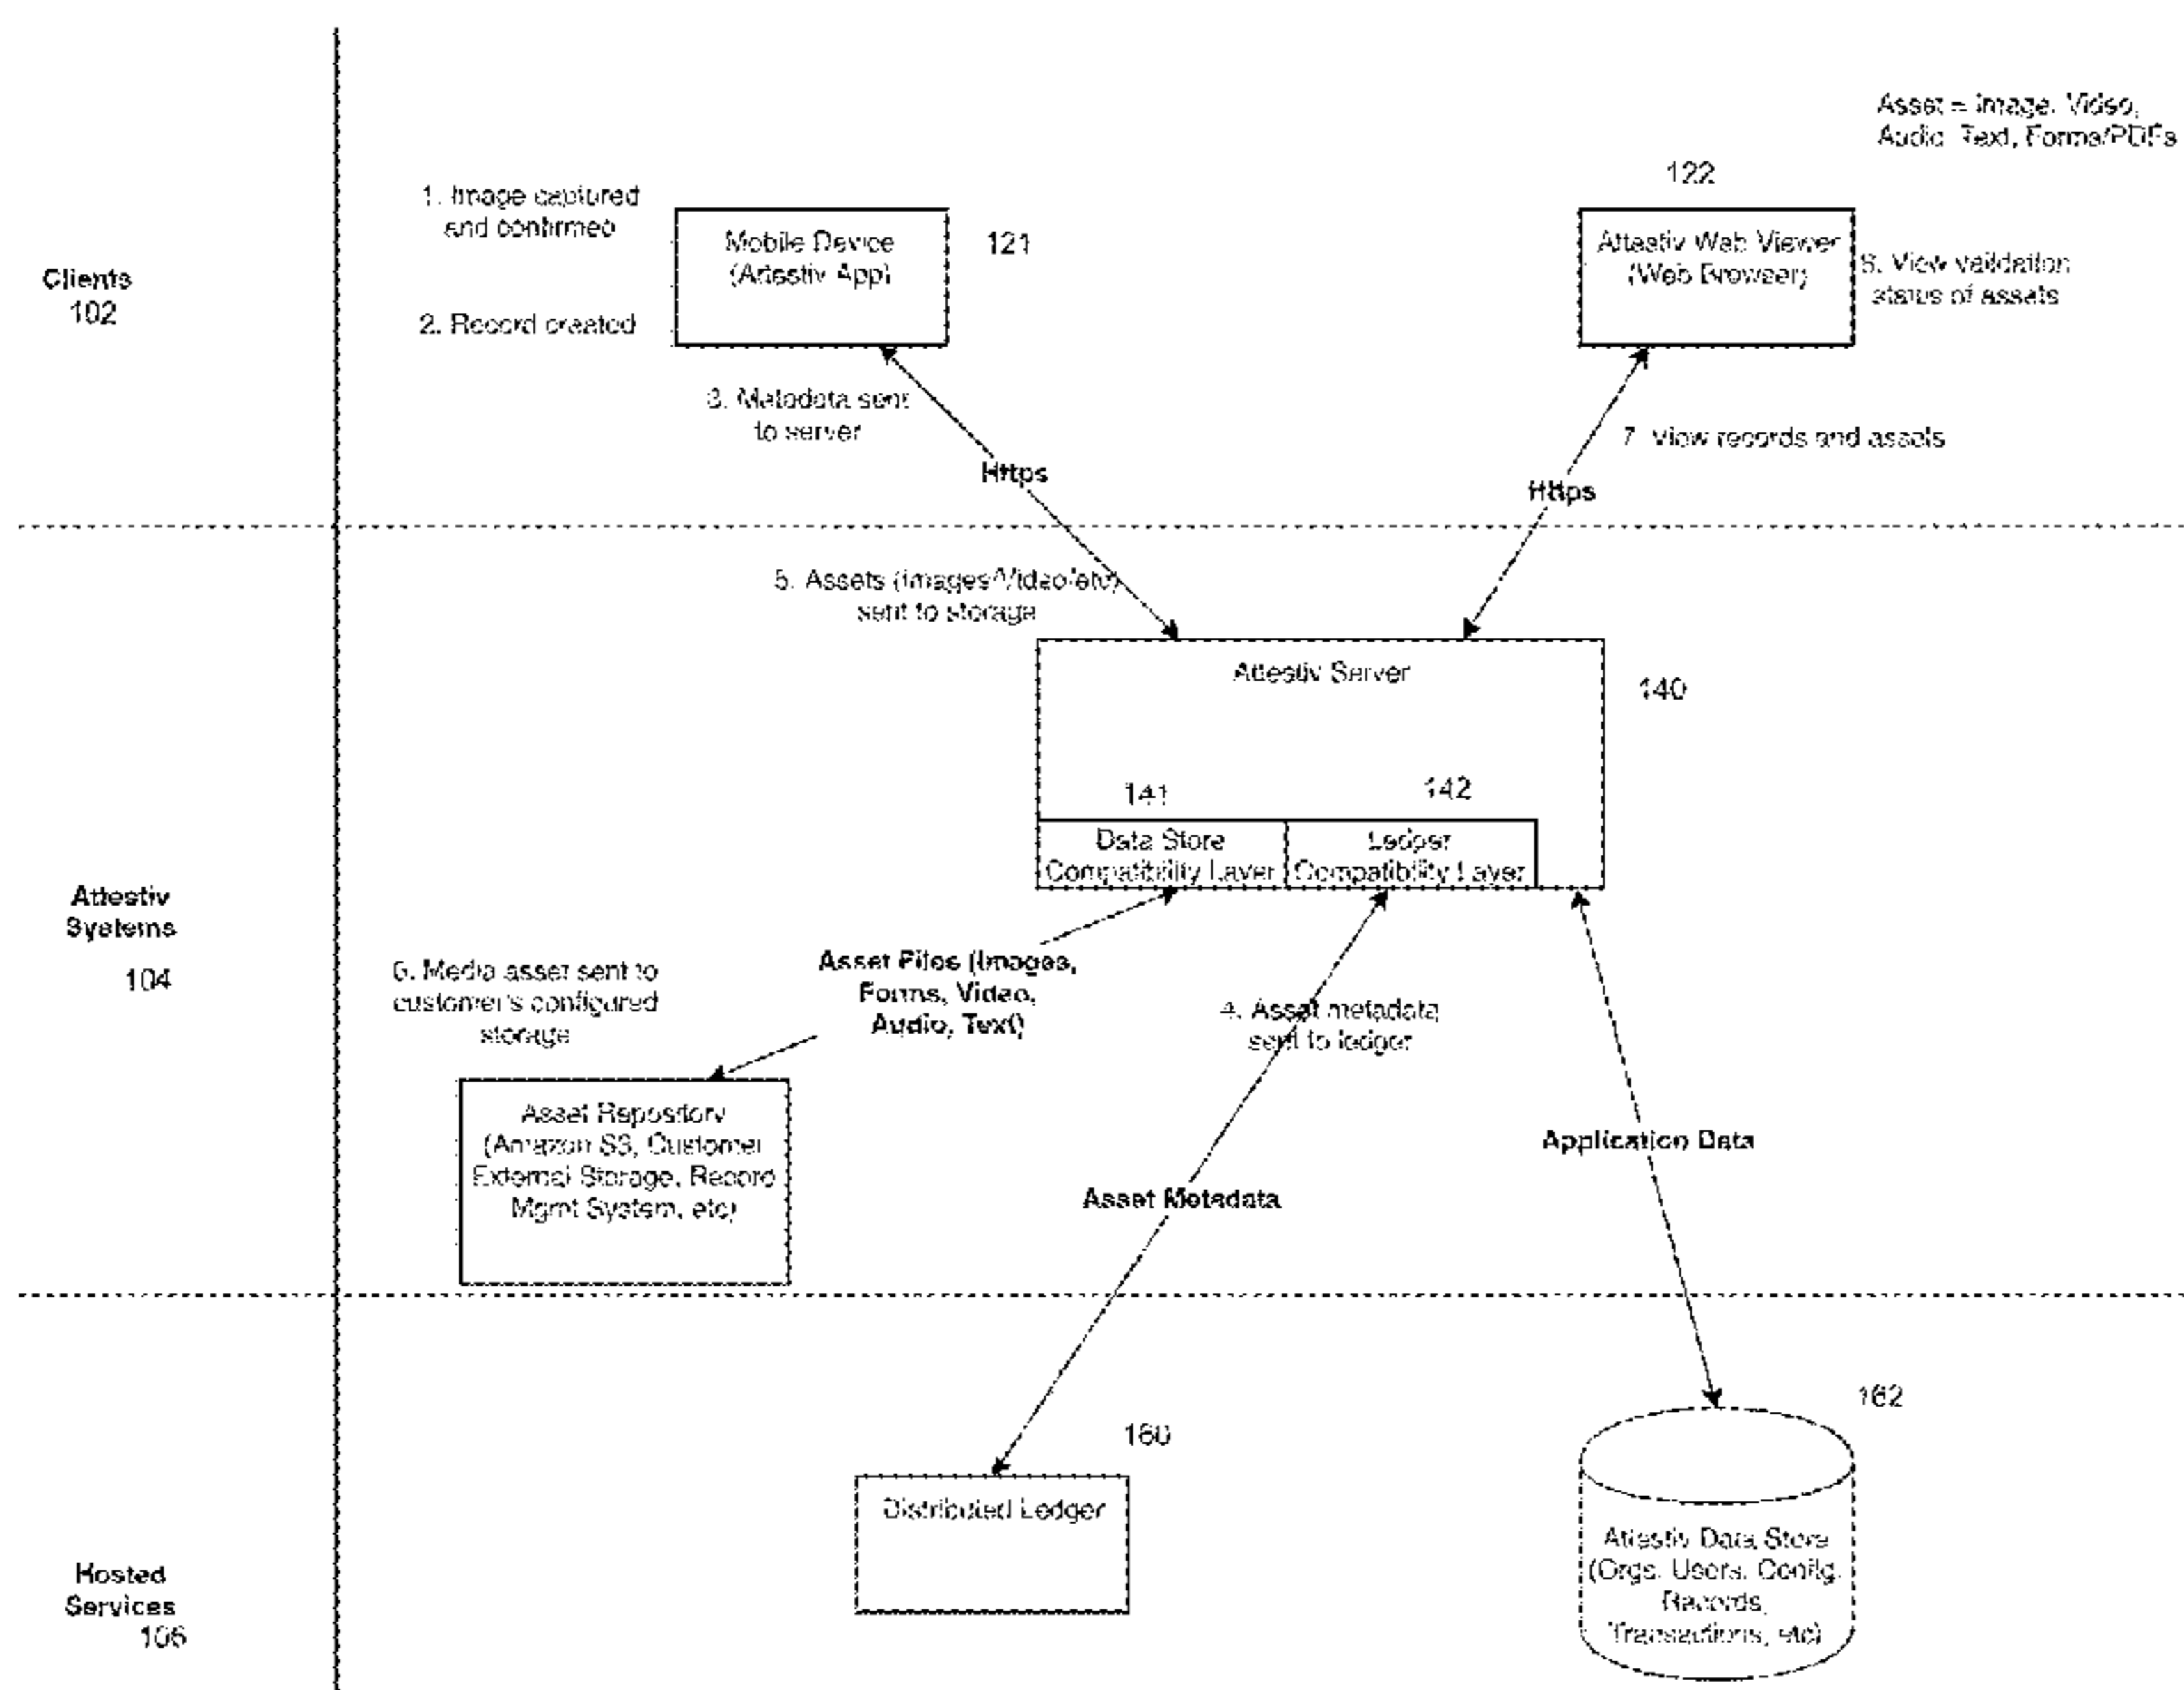 Asset = Image, Video,
Audio, Text, Forms/PDFs
122
1. Image captured
and confirmed
Mobile Device
(Attestiv App)
121
Attestiv Web Viewer
(Web Browser)
8. View validation
status of assets
Clients
102
2. Record created
3. Metadata sent
to server
Https
7. View records and assets
Https
5. Assets (Images/Video/etc)
sent to storage
Attestiv Server
140
141
142
Data Store
Compatibility Layer
Ledger
Compatibility Layer
Attestiv
Systems
104
6. Media asset sent to
customer's configured
storage
Asset Files (Images,
Forms, Video,
Audio, Text)
4. Asset metadata
sent to ledger
Asset Repository
(Amazon S3, Customer
External Storage, Record
Mgmt System, etc)
Application Data
Asset Metadata
162
160
Distributed Ledger
Attestiv Data Store
(Orgs, Users, Config,
Records,
Transactions, etc)
Hosted
Services
106